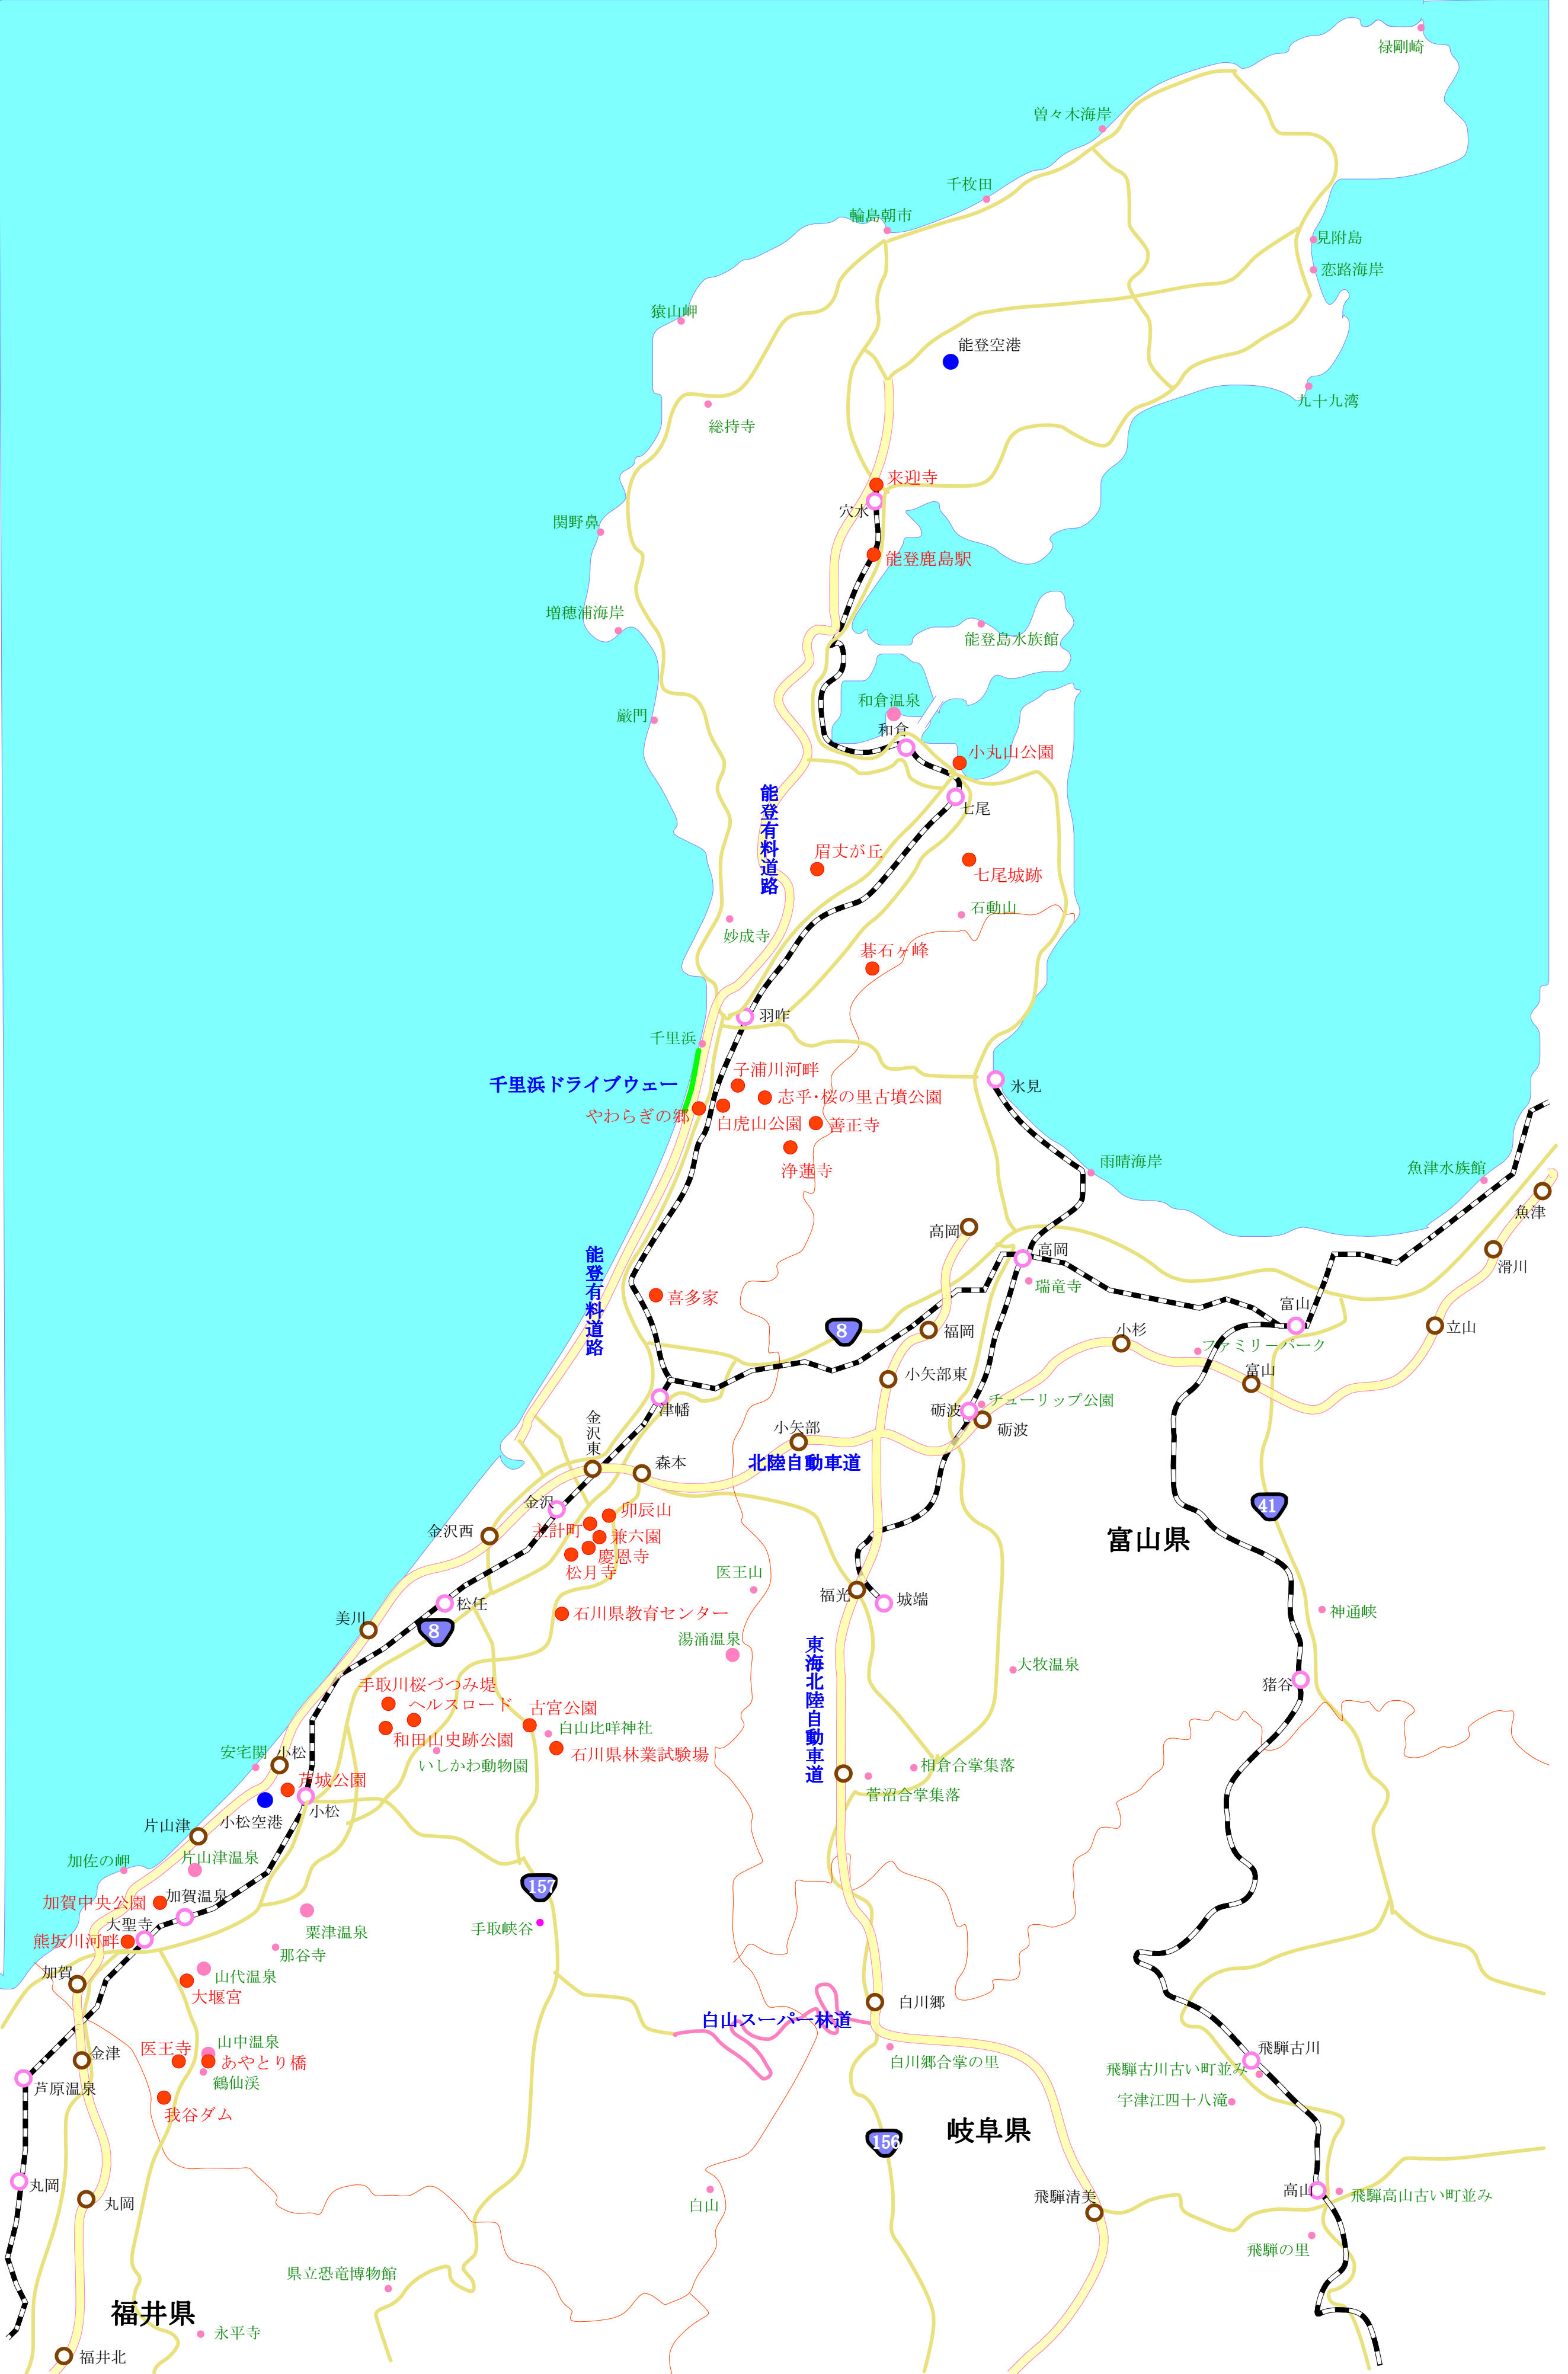 禄剛崎
曽々木海岸
千枚田
輪島朝市
見附島
恋路海岸
猿山岬
能登空港
九十九湾
総持寺
来迎寺
穴水
関野鼻
能登鹿島駅
増穂浦海岸
能登島水族館
和倉温泉
厳門
和倉
小丸山公園
能登有料道路
七尾
眉丈が丘
七尾城跡
石動山
妙成寺
碁石ヶ峰
羽咋
千里浜
子浦川河畔
千里浜ドライブウェー
氷見
志乎・桜の里古墳公園
やわらぎの郷
白虎山公園
善正寺
雨晴海岸
魚津水族館
浄蓮寺
魚津
高岡
高岡
能登有料道路
滑川
瑞竜寺
喜多家
富山
8
福岡
小杉
立山
ファミリーパーク
富山
小矢部東
チューリップ公園
津幡
砺波
砺波
金沢東
小矢部
北陸自動車道
森本
金沢
41
卯辰山
主計町
金沢西
兼六園
富山県
慶恩寺
松月寺
医王山
福光
城端
松任
石川県教育センター
神通峡
美川
8
湯涌温泉
東海北陸自動車道
大牧温泉
手取川桜づつみ堤
猪谷
ヘルスロード
古宮公園
白山比咩神社
和田山史跡公園
安宅関
小松
石川県林業試験場
いしかわ動物園
相倉合掌集落
芦城公園
菅沼合掌集落
小松
小松空港
片山津
片山津温泉
加佐の岬
157
加賀温泉
加賀中央公園
大聖寺
手取峡谷
粟津温泉
熊坂川河畔
那谷寺
加賀
山代温泉
大堰宮
白川郷
白山スーパー林道
山中温泉
医王寺
飛騨古川
金津
あやとり橋
白川郷合掌の里
飛騨古川古い町並み
鶴仙渓
芦原温泉
宇津江四十八滝
我谷ダム
岐阜県
156
丸岡
高山
飛騨高山古い町並み
飛騨清美
丸岡
白山
飛騨の里
県立恐竜博物館
福井県
永平寺
福井北